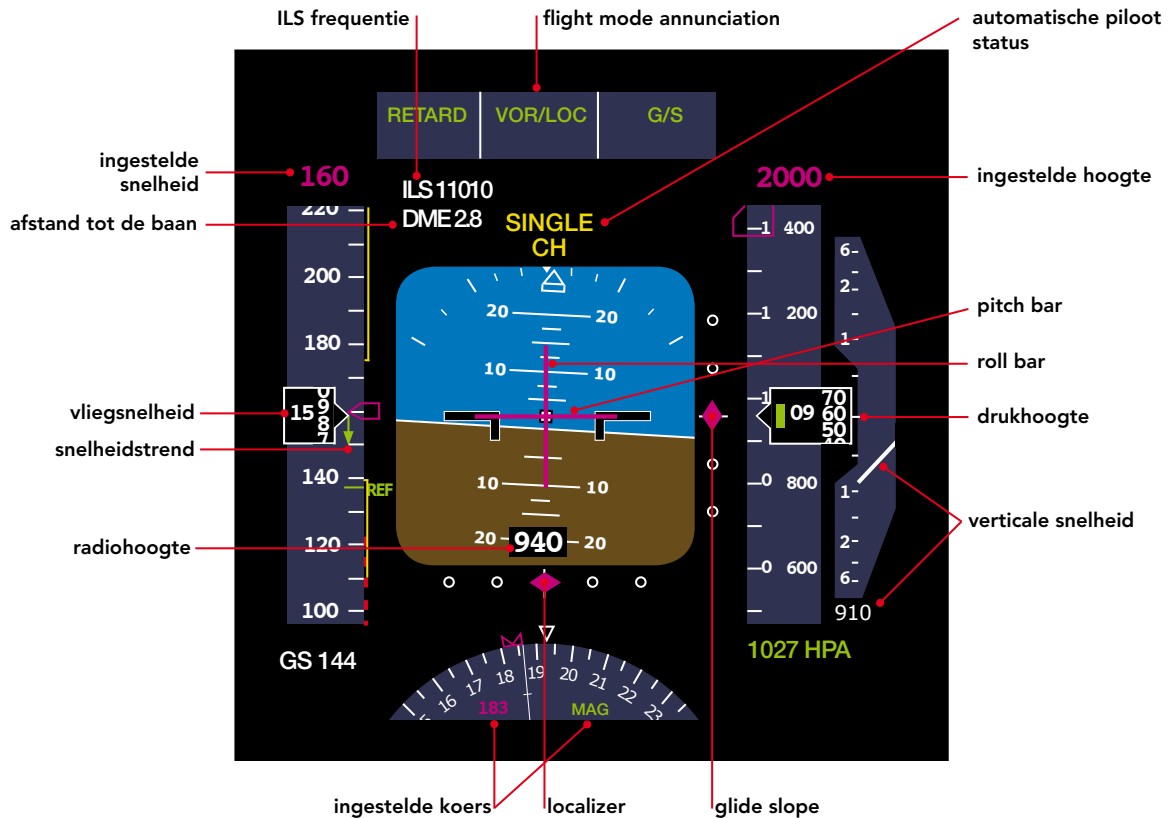 ILS frequentie
flight mode annunciation
automatische piloot
status
RETARD
VOR/LOC
G/S
ingestelde
snelheid
160
ILS 11010
2000
ingestelde hoogte
afstand tot de baan
DME 2.8
SINGLE
CH
220
200
180
140
120
100
15
9
8
7
REF
vliegsnelheid
snelheidstrend
radiohoogte
20 20
10 10
10 10
20 940 20
1 400
1 200
1
0 800
0 600
09
70
60
50
40
6
2
1
1
2
6
910
pitch bar
roll bar
drukhoogte
verticale snelheid
GS 144
1027 HPA
15 16 17 18 19 20 21 22 23
183
MAG
ingestelde koers
localizer
glide slope